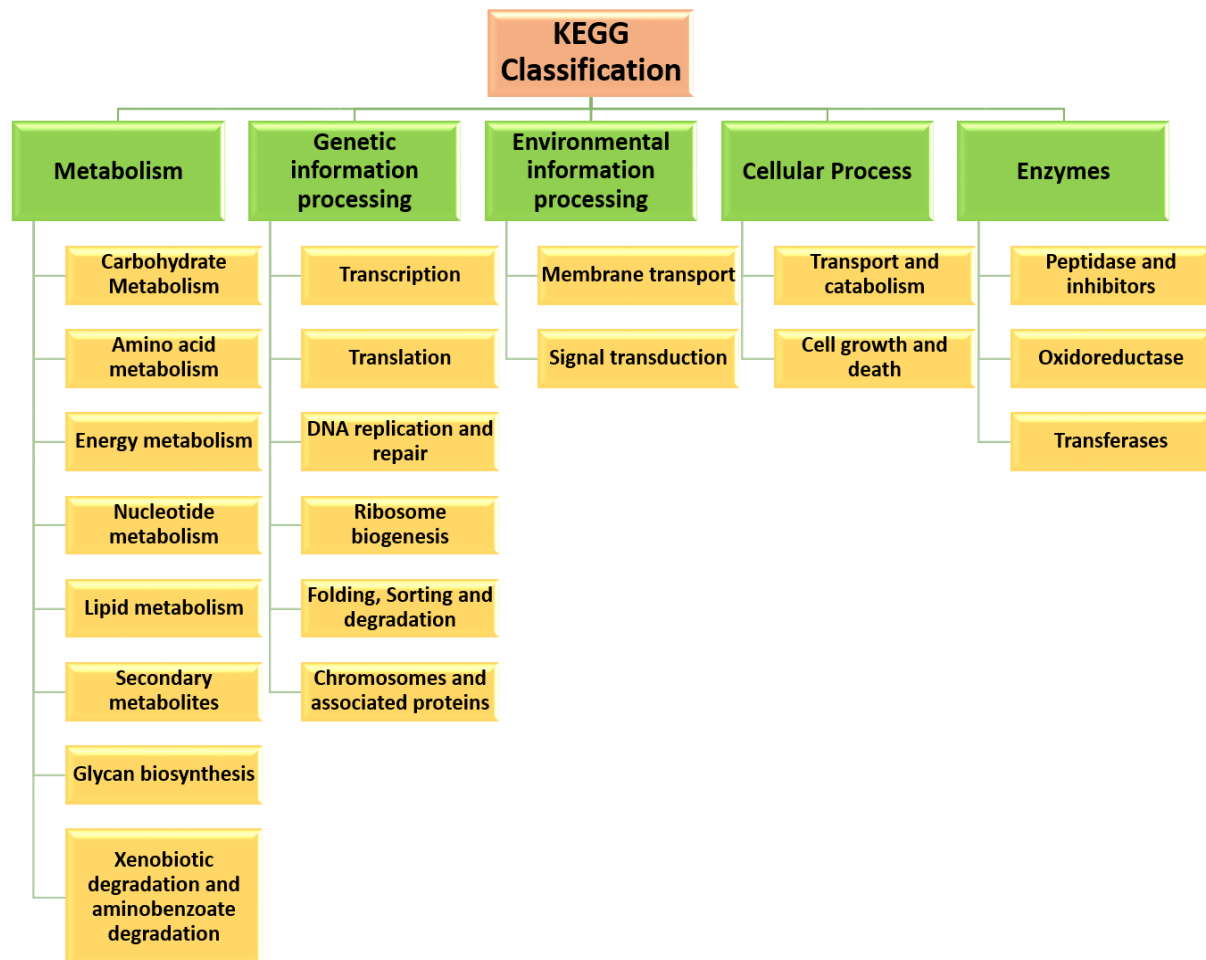 KEGG
Classification
Metabolism
Genetic
information
processing
Environmental
information
processing
Cellular Process
Enzymes
Carbohydrate
Metabolism
Amino acid
metabolism
Energy metabolism
Nucleotide
metabolism
Lipid metabolism
Secondary
metabolites
Glycan biosynthesis
Xenobiotic
degradation and
aminobenzoate
degradation
Transcription
Translation
DNA replication and
repair
Ribosome
biogenesis
Folding, Sorting and
degradation
Chromosomes and
associated proteins
Membrane transport
Signal transduction
Transport and
catabolism
Cell growth and
death
Peptidase and
inhibitors
Oxidoreductase
Transferases